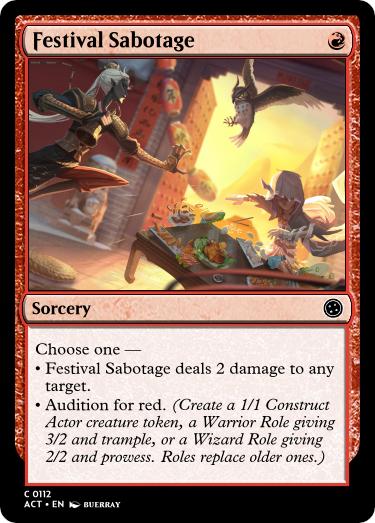 Festival Sabotage
Sorcery
Choose one —
• Festival Sabotage deals 2 damage to any
target.
• Audition for red. (Create a 1/1 Construct
Actor creature token, a Warrior Role giving
3/2 and trample, or a Wizard Role giving
2/2 and prowess. Roles replace older ones.)
C 0112
ACT • EN BUERRAY